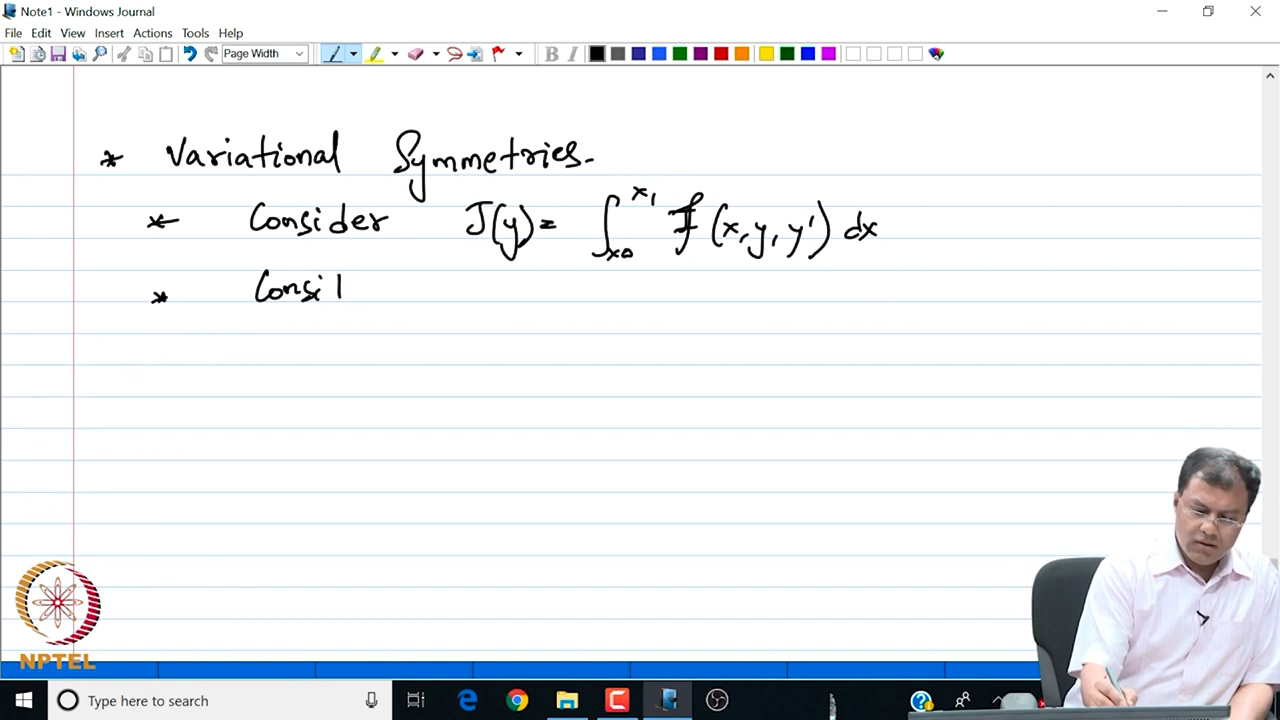 Note1 - Windows Journal
File Edit View Insert Actions Tools Help
Page Width B I
* Variational Symmetries.
* Consider J(y) = ∫_{x0}^{x1} f (x, y, y') dx
* Consi
NPTEL
Type here to search